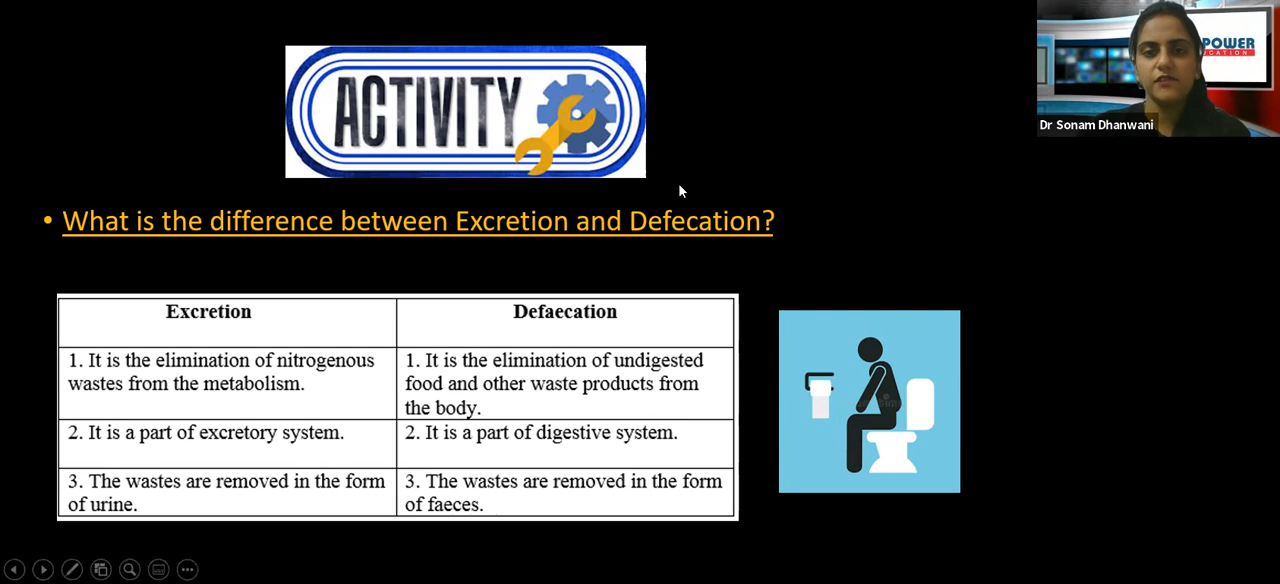 POWER
UCATION
Dr Sonam Dhanwani
ACTIVITY
• What is the difference between Excretion and Defecation?
Excretion
Defaecation
1. It is the elimination of nitrogenous
wastes from the metabolism.
1. It is the elimination of undigested
food and other waste products from
the body.
2. It is a part of excretory system.
2. It is a part of digestive system.
3. The wastes are removed in the form
of urine.
3. The wastes are removed in the form
of faeces.